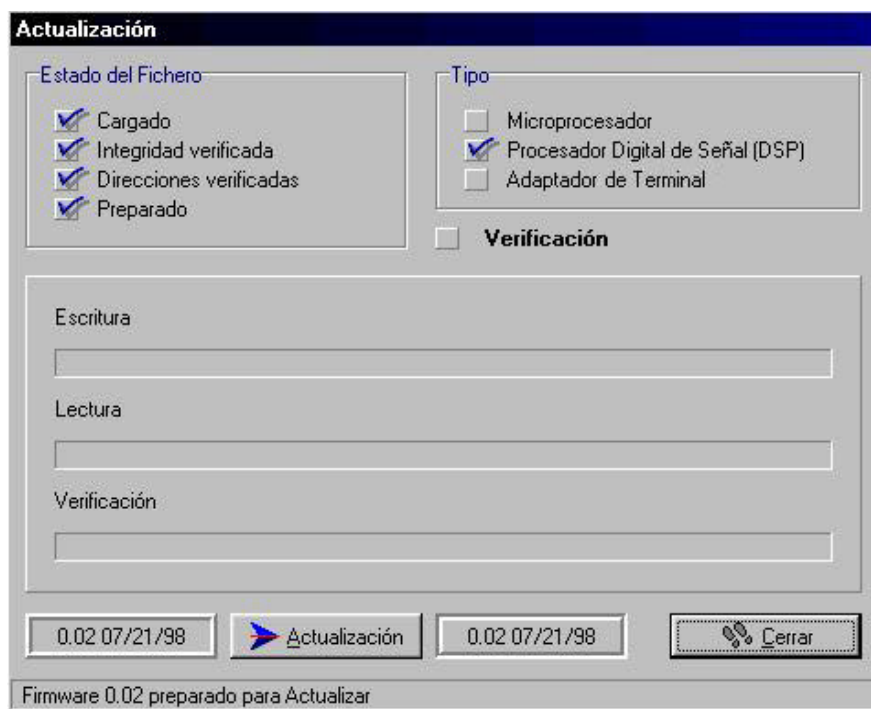 Actualización
Estado del Fichero
Cargado
Integridad verificada
Direcciones verificadas
Preparado
Tipo
Microprocesador
Procesador Digital de Señal (DSP)
Adaptador de Terminal
Verificación
Escritura
Lectura
Verificación
0.02 07/21/98
Actualización
0.02 07/21/98
Cerrar
Firmware 0.02 preparado para Actualizar